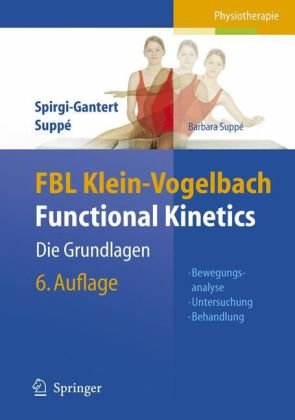 Physiotherapie
Spirgi-Gantert
Suppé
Barbara Suppé
FBL Klein-Vogelbach
Functional Kinetics
Die Grundlagen
6. Auflage
· Bewegungs-
analyse
· Untersuchung
· Behandlung
Springer